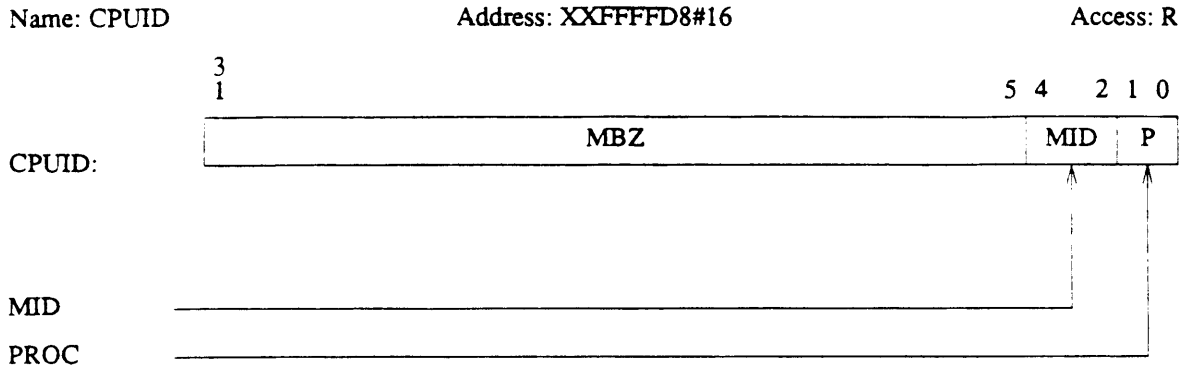 Name: CPUID Address: XXFFFFD8#16 Access: R
3
1 5 4 2 1 0
CPUID: MBZ MID P
MID
PROC